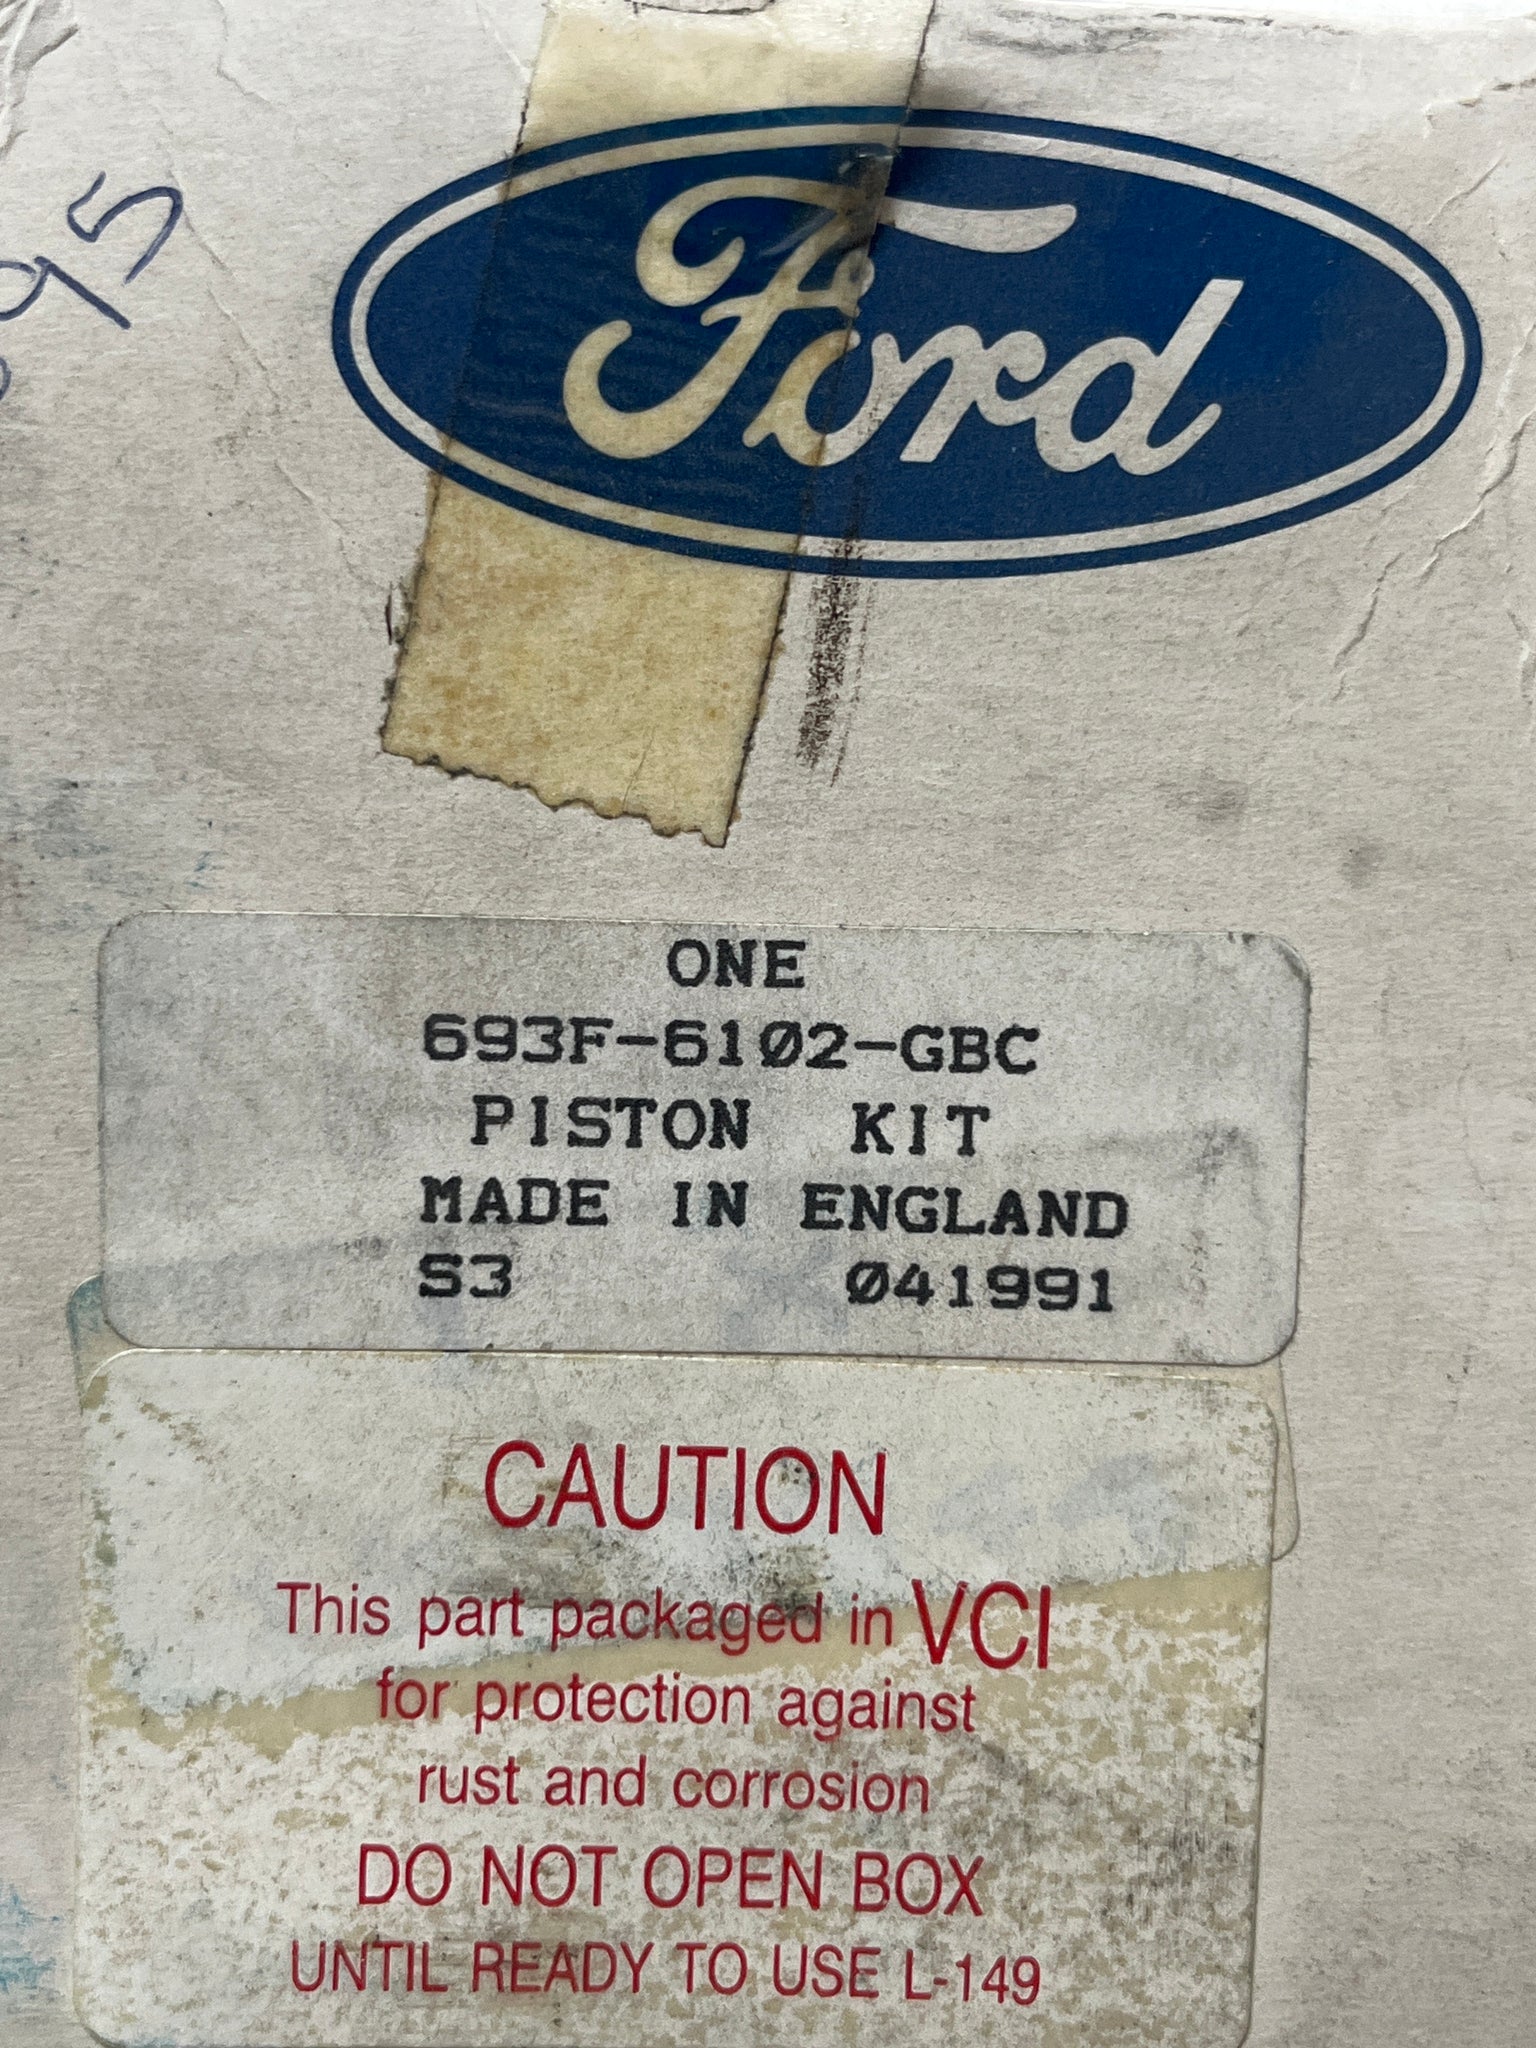 Ford
95
ONE
693F-6102-GBC
PISTON KIT
MADE IN ENGLAND
S3 041991
CAUTION
This part packaged in VCI
for protection against
rust and corrosion
DO NOT OPEN BOX
UNTIL READY TO USE L-149